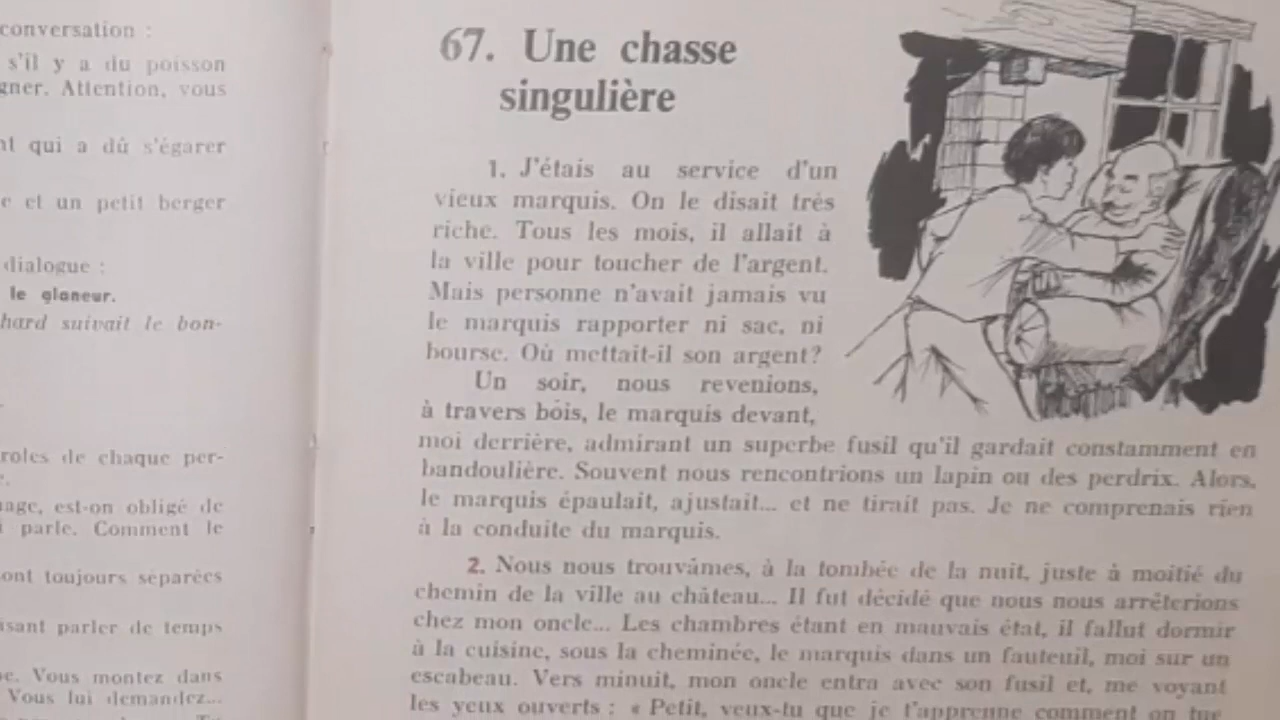 conversation :
s'il y a du poisson
gner. Attention, vous
nt qui a dû s'égarer
e et un petit berger
dialogue :
le glaneur.
hard suivait le bon-
roles de chaque per-
age, est-on obligé de
parle. Comment le
ont toujours séparées
isant parler de temps
e. Vous montez dans
Vous lui demandez...
67. Une chasse
singulière
1. J'étais au service d'un
vieux marquis. On le disait très
riche. Tous les mois, il allait à
la ville pour toucher de l'argent.
Mais personne n'avait jamais vu
le marquis rapporter ni sac, ni
bourse. Où mettait-il son argent?
Un soir, nous revenions,
à travers bois, le marquis devant,
moi derrière, admirant un superbe fusil qu'il gardait constamment en
bandoulière. Souvent nous rencontrions un lapin ou des perdrix. Alors,
le marquis épaulait, ajustait... et ne tirait pas. Je ne comprenais rien
à la conduite du marquis.
2. Nous nous trouvâmes, à la tombée de la nuit, juste à moitié du
chemin de la ville au château... Il fut décidé que nous nous arrêterions
chez mon oncle... Les chambres étant en mauvais état, il fallut dormir
à la cuisine, sous la cheminée, le marquis dans un fauteuil, moi sur un
escabeau. Vers minuit, mon oncle entra avec son fusil et, me voyant
les yeux ouverts : « Petit, veux-tu que je t'apprenne comment on tue